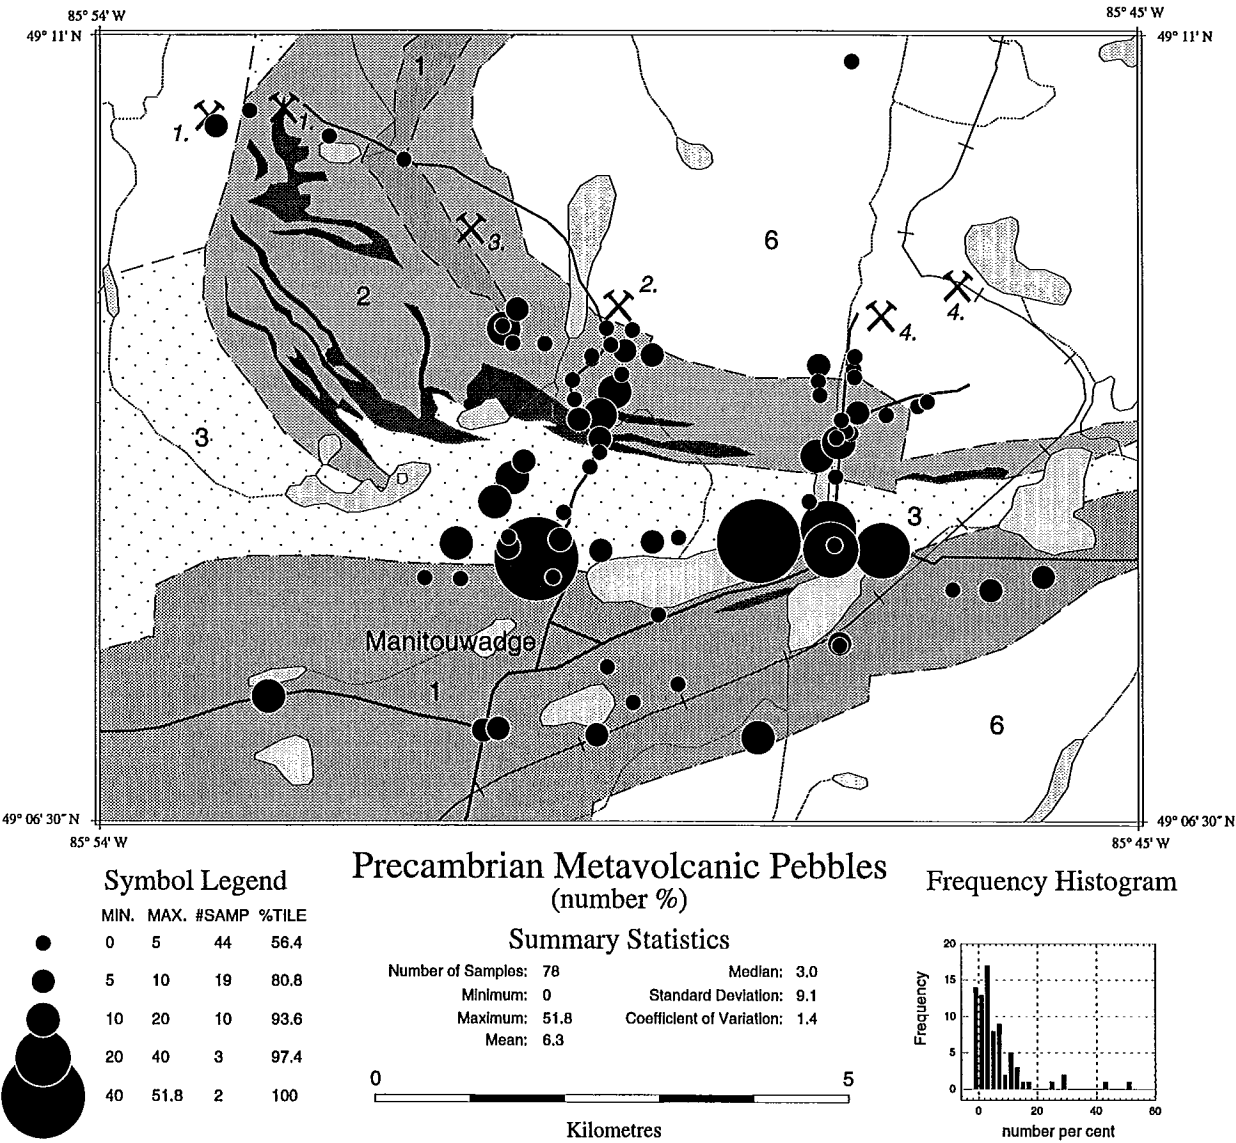 85° 54' W
85° 45' W
49° 11' N
49° 11' N
1
1.
1.
3.
6
2.
2
4.
4.
3
3
Manitouwadge
1
6
49° 06' 30" N
49° 06' 30" N
85° 54' W
85° 45' W
Precambrian Metavolcanic Pebbles
(number %)
Symbol Legend
MIN. MAX. #SAMP %TILE
0 5 44 56.4
5 10 19 80.8
10 20 10 93.6
20 40 3 97.4
40 51.8 2 100
Summary Statistics
Number of Samples: 78
Minimum: 0
Maximum: 51.8
Mean: 6.3
Median: 3.0
Standard Deviation: 9.1
Coefficient of Variation: 1.4
0 5
Kilometres
Frequency Histogram
Frequency
20
15
10
5
0
0 20 40 60
number per cent